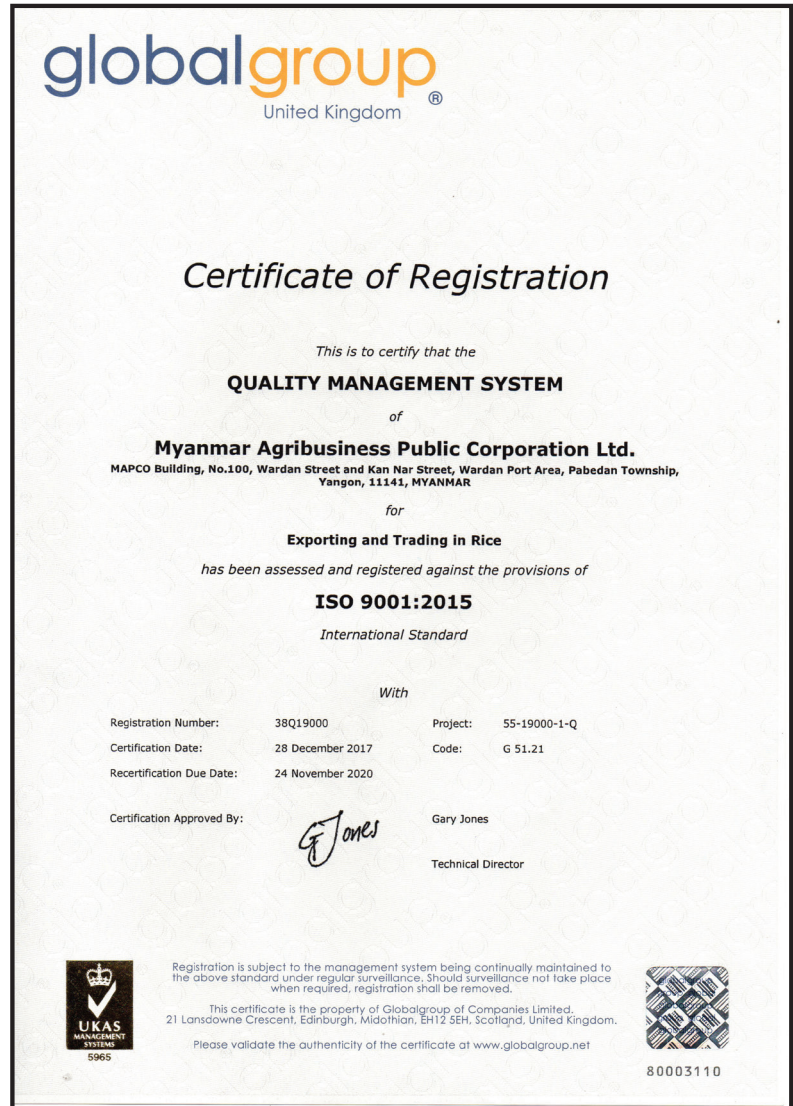 globalgroup
®
United Kingdom
Certificate of Registration
This is to certify that the
QUALITY MANAGEMENT SYSTEM
of
Myanmar Agribusiness Public Corporation Ltd.
MAPCO Building, No.100, Wardan Street and Kan Nar Street, Wardan Port Area, Pabedan Township,
Yangon, 11141, MYANMAR
for
Exporting and Trading in Rice
has been assessed and registered against the provisions of
ISO 9001:2015
International Standard
With
Registration Number: 38Q19000 Project: 55-19000-1-Q
Certification Date: 28 December 2017 Code: G 51.21
Recertification Due Date: 24 November 2020
Certification Approved By: G Jones Gary Jones
Technical Director
Registration is subject to the management system being continually maintained to
the above standard under regular surveillance. Should surveillance not take place
when required, registration shall be removed.
This certificate is the property of Globalgroup of Companies Limited.
21 Lansdowne Crescent, Edinburgh, Midothian, EH12 5EH, Scotland, United Kingdom.
Please validate the authenticity of the certificate at www.globalgroup.net
UKAS
MANAGEMENT
SYSTEMS
5965
80003110